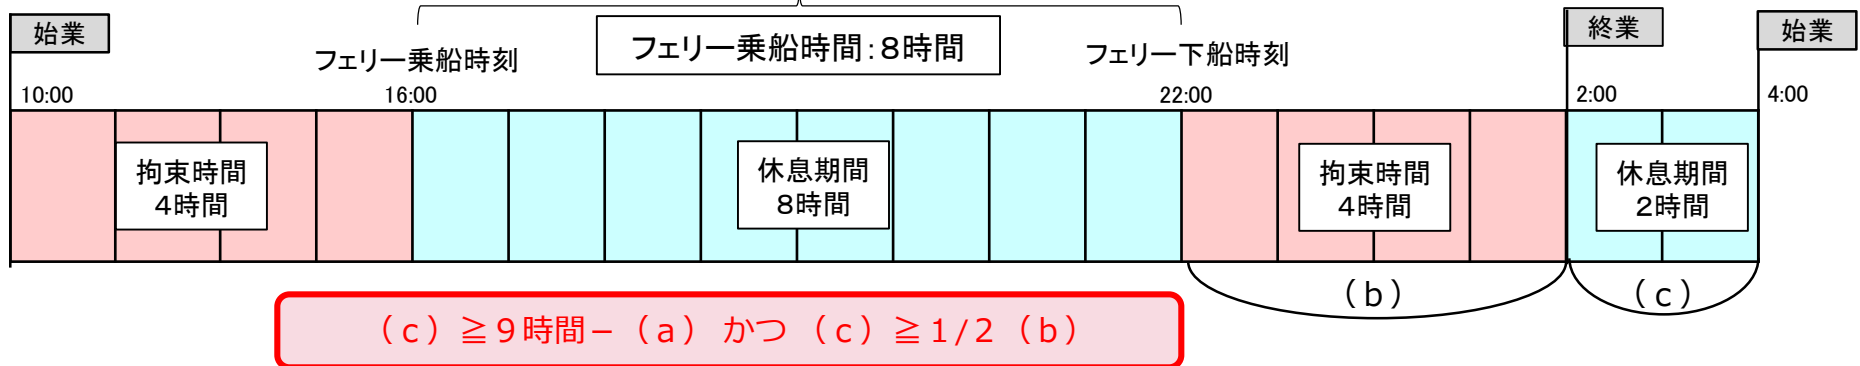 始業
フェリー乗船時刻
フェリー乗船時間：8時間
フェリー下船時刻
終業
始業
10:00
16:00
22:00
2:00
4:00
拘束時間
4時間
休息期間
8時間
拘束時間
4時間
休息期間
2時間
（ｂ）
（ｃ）
（ｃ）≧９時間－（ａ）かつ（ｃ）≧1/2（ｂ）